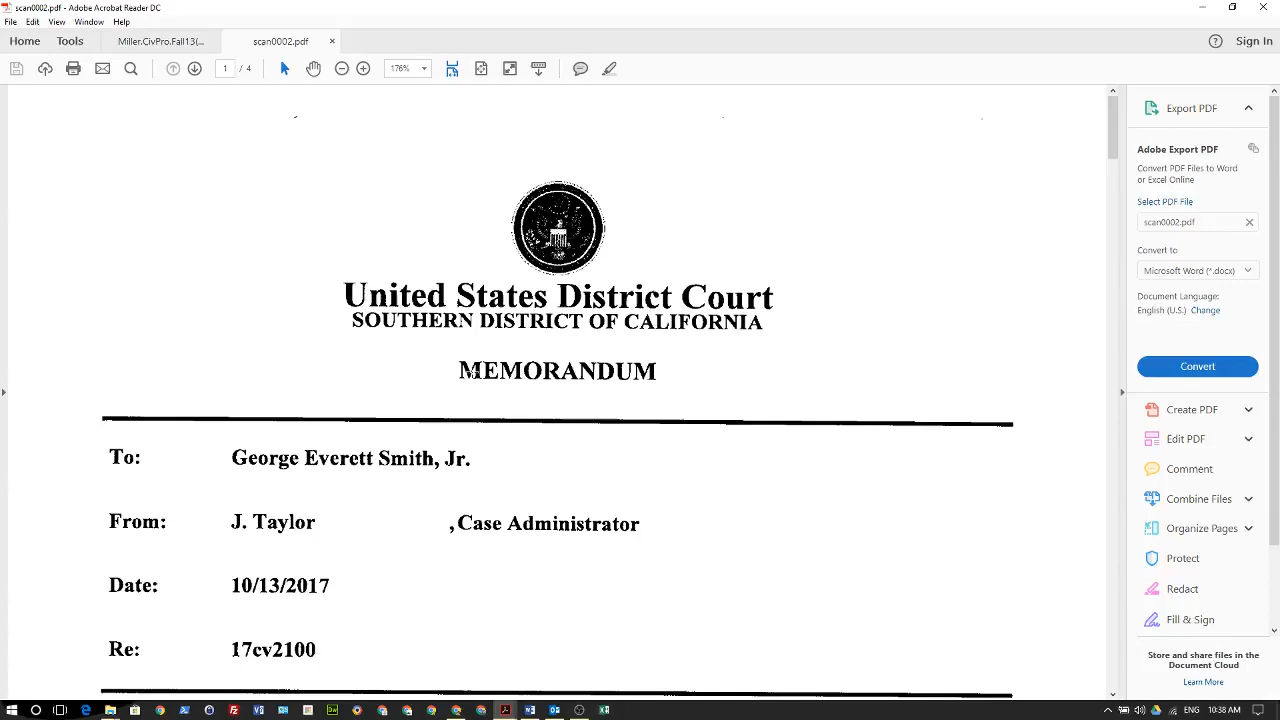 scan0002.pdf - Adobe Acrobat Reader DC
File Edit View Window Help
Home Tools Miller.CivPro.Fall13(... scan0002.pdf × Sign In
1 / 4 176%
United States District Court
SOUTHERN DISTRICT OF CALIFORNIA
MEMORANDUM
To: George Everett Smith, Jr.
From: J. Taylor , Case Administrator
Date: 10/13/2017
Re: 17cv2100
Export PDF
Adobe Export PDF
Convert PDF Files to Word
or Excel Online
Select PDF File
scan0002.pdf
Convert to
Microsoft Word (*.docx)
Document Language:
English (U.S.) Change
Convert
Create PDF
Edit PDF
Comment
Combine Files
Organize Pages
Protect
Redact
Fill & Sign
Store and share files in the
Document Cloud
Learn More
ENG 10:38 AM